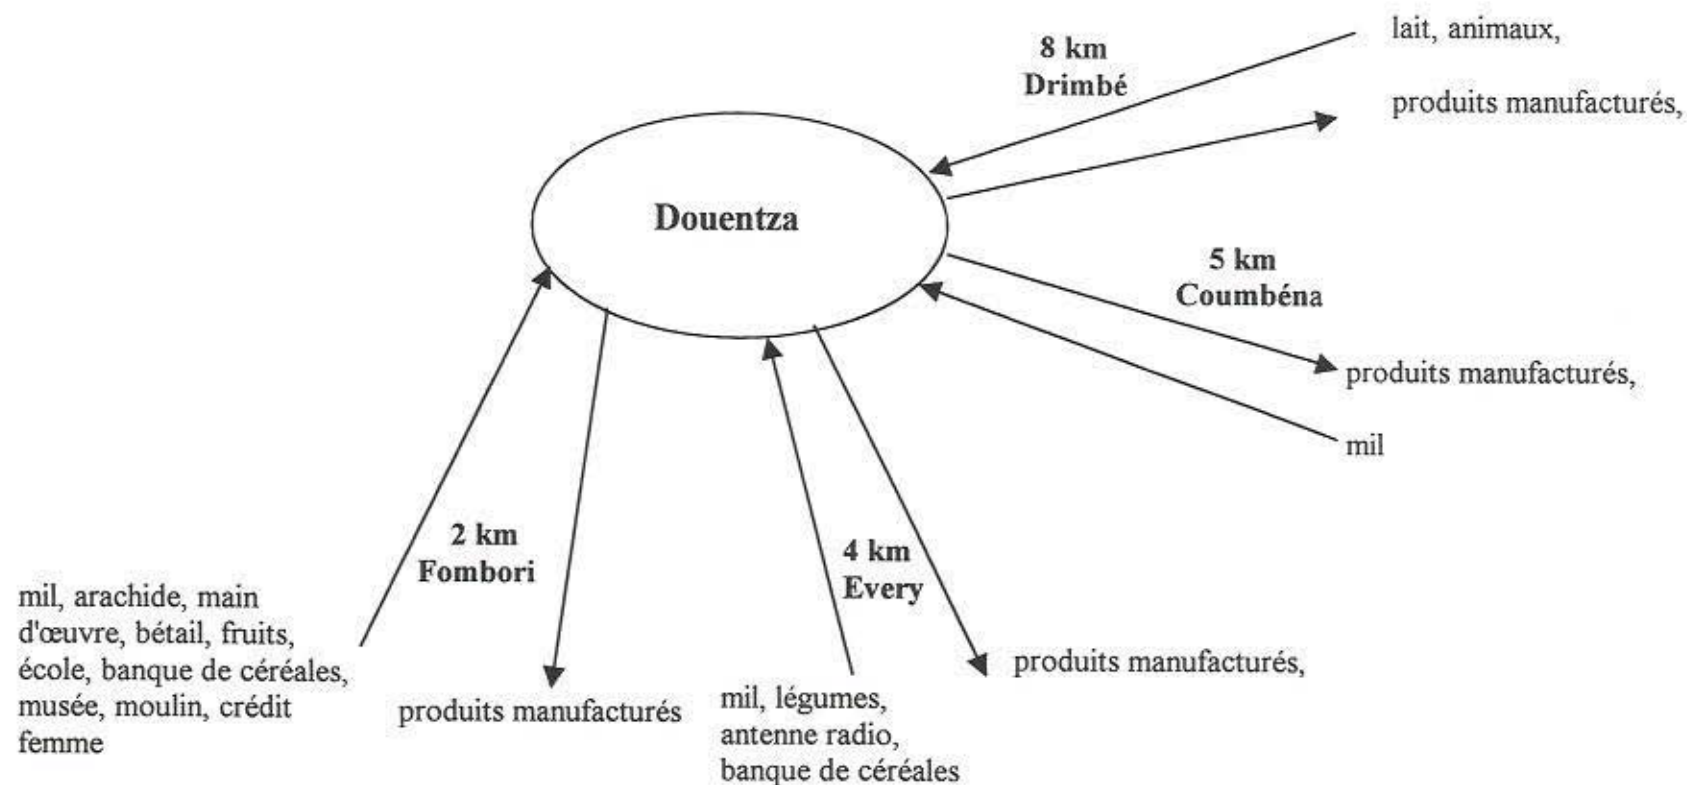 8 km
Drimbé
lait, animaux,
produits manufacturés,
Douentza
5 km
Coumbéna
produits manufacturés,
mil
2 km
Fombori
mil, arachide, main
d'œuvre, bétail, fruits,
école, banque de céréales,
musée, moulin, crédit
femme
produits manufacturés
4 km
Every
mil, légumes,
antenne radio,
banque de céréales
produits manufacturés,